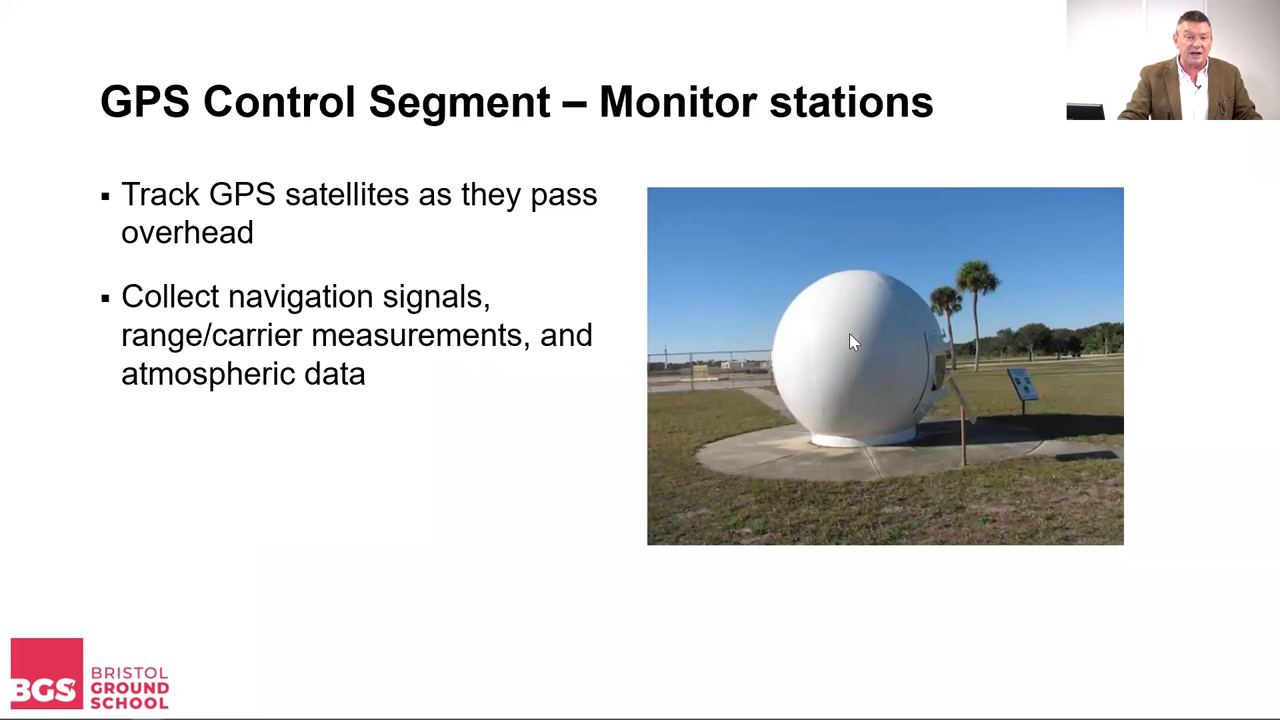 GPS Control Segment – Monitor stations
▪ Track GPS satellites as they pass
overhead
▪ Collect navigation signals,
range/carrier measurements, and
atmospheric data
BGS
BRISTOL
GROUND
SCHOOL